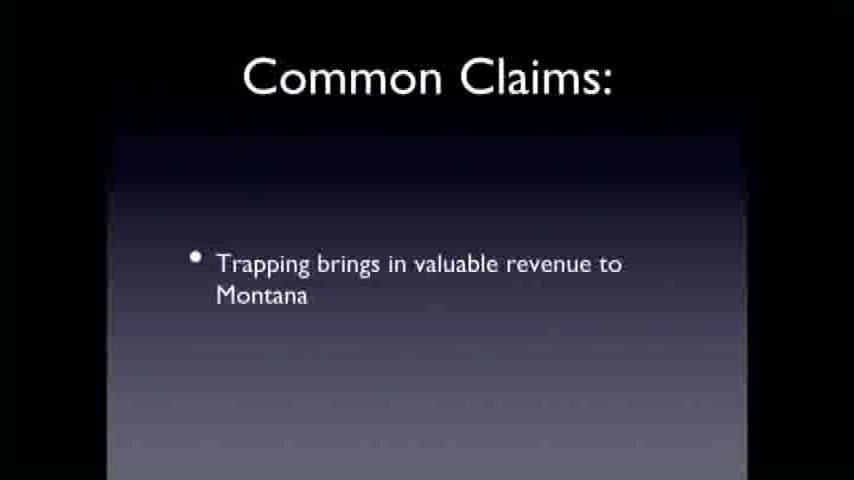 Common Claims:
• Trapping brings in valuable revenue to
Montana